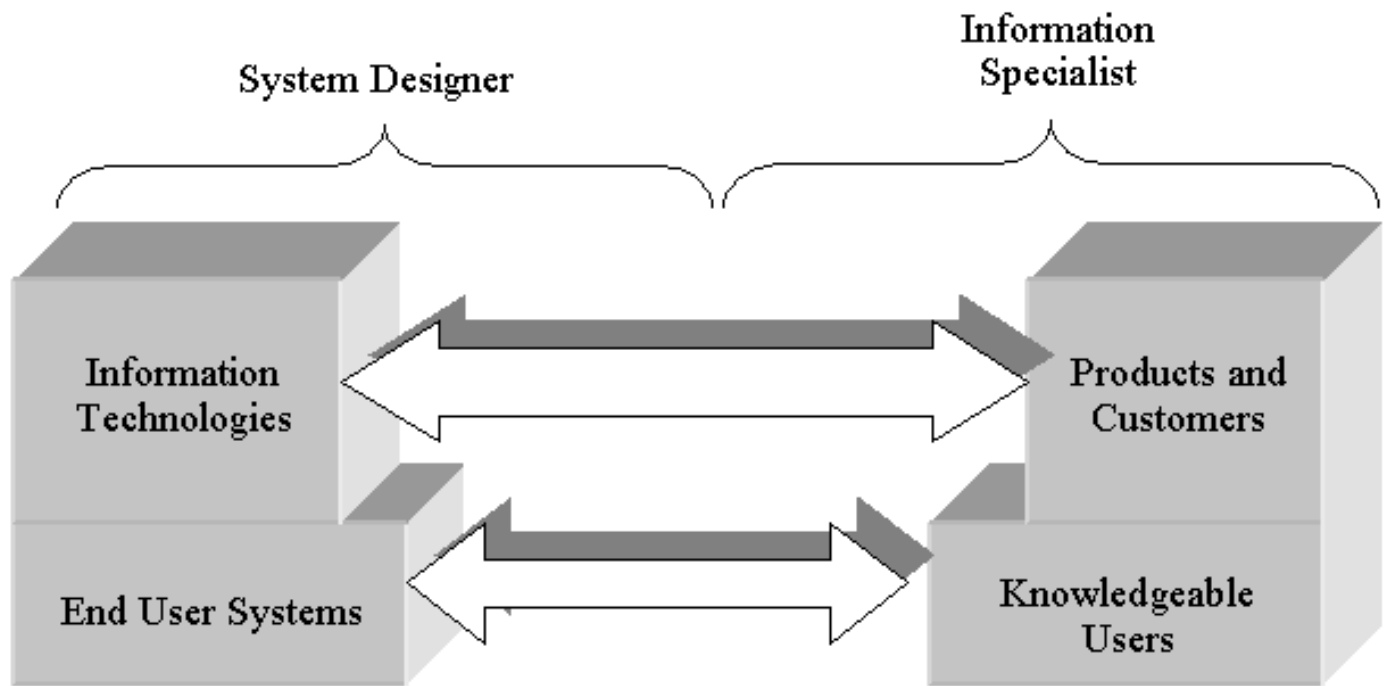 System Designer
Information
Specialist
Information
Technologies
Products and
Customers
End User Systems
Knowledgeable
Users